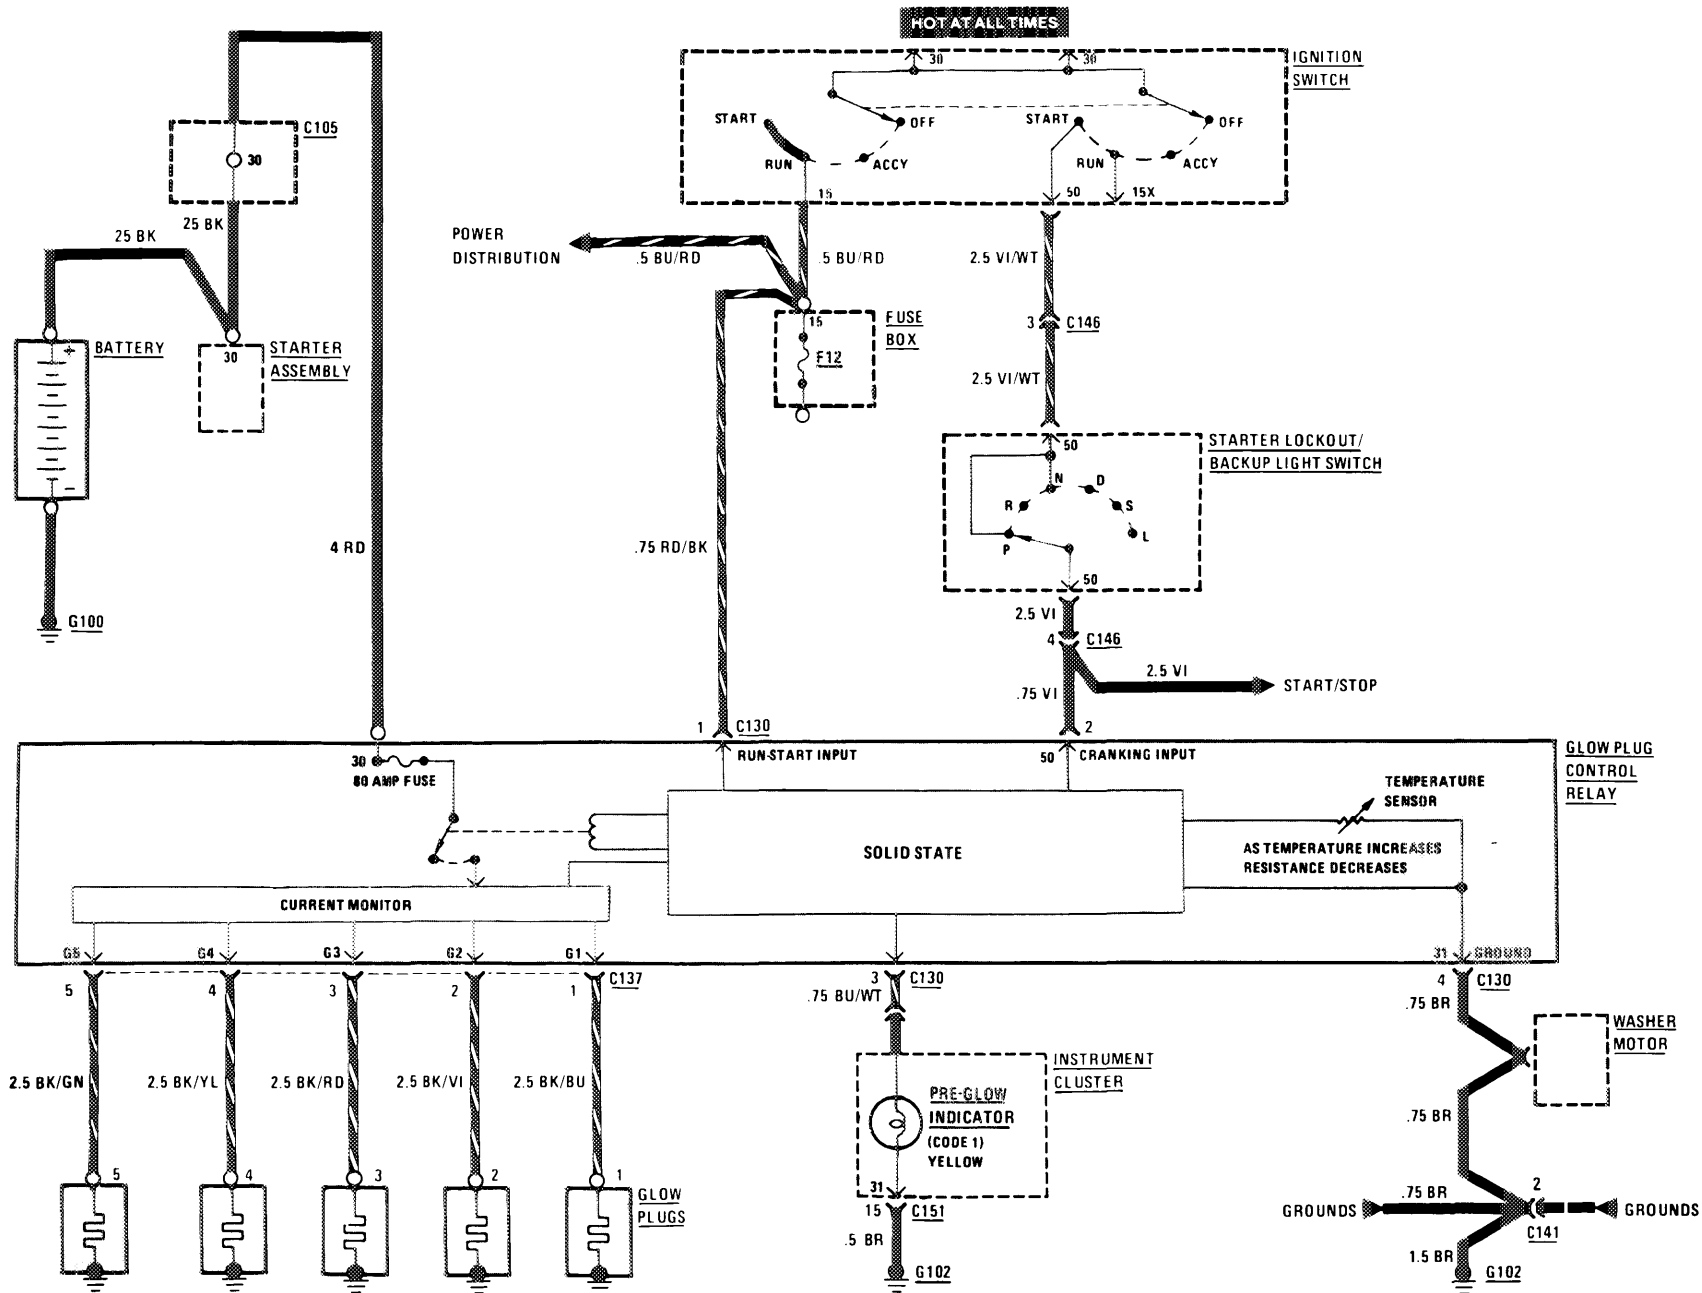 HOT AT ALL TIMES
30
30
IGNITION
SWITCH
START
OFF
RUN
ACCY
START
OFF
RUN
ACCY
15
50
15X
C105
30
25 BK
25 BK
BATTERY
+
-
30
STARTER
ASSEMBLY
G100
4 RD
POWER
DISTRIBUTION
.5 BU/RD
.5 BU/RD
15
F12
FUSE
BOX
.75 RD/BK
2.5 VI/WT
3
C146
2.5 VI/WT
50
STARTER LOCKOUT/
BACKUP LIGHT SWITCH
P
R
N
D
S
L
50
2.5 VI
4
C146
2.5 VI
START/STOP
.75 VI
1
C130
2
RUN-START INPUT
50
CRANKING INPUT
GLOW PLUG
CONTROL
RELAY
30
80 AMP FUSE
SOLID STATE
TEMPERATURE
SENSOR
AS TEMPERATURE INCREASES
RESISTANCE DECREASES
CURRENT MONITOR
G5
G4
G3
G2
G1
31
GROUND
5
4
3
2
1
C137
3
C130
4
C130
.75 BU/WT
.75 BR
WASHER
MOTOR
2.5 BK/GN
2.5 BK/YL
2.5 BK/RD
2.5 BK/VI
2.5 BK/BU
INSTRUMENT
CLUSTER
PRE-GLOW
INDICATOR
(CODE 1)
YELLOW
.75 BR
5
4
3
2
1
GLOW
PLUGS
31
15
C151
.5 BR
G102
GROUNDS
.75 BR
2
C141
GROUNDS
1.5 BR
G102